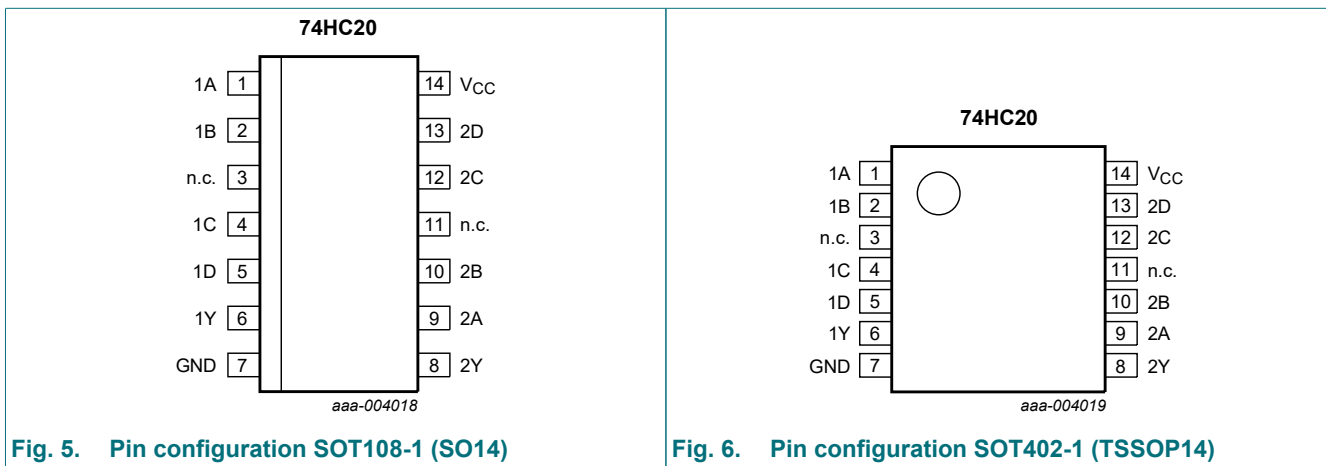 74HC20
1A 1 14 VCC
1B 2 13 2D
n.c. 3 12 2C
1C 4 11 n.c.
1D 5 10 2B
1Y 6 9 2A
GND 7 8 2Y
aaa-004018
Fig. 5. Pin configuration SOT108-1 (SO14)
74HC20
1A 1 14 VCC
1B 2 13 2D
n.c. 3 12 2C
1C 4 11 n.c.
1D 5 10 2B
1Y 6 9 2A
GND 7 8 2Y
aaa-004019
Fig. 6. Pin configuration SOT402-1 (TSSOP14)